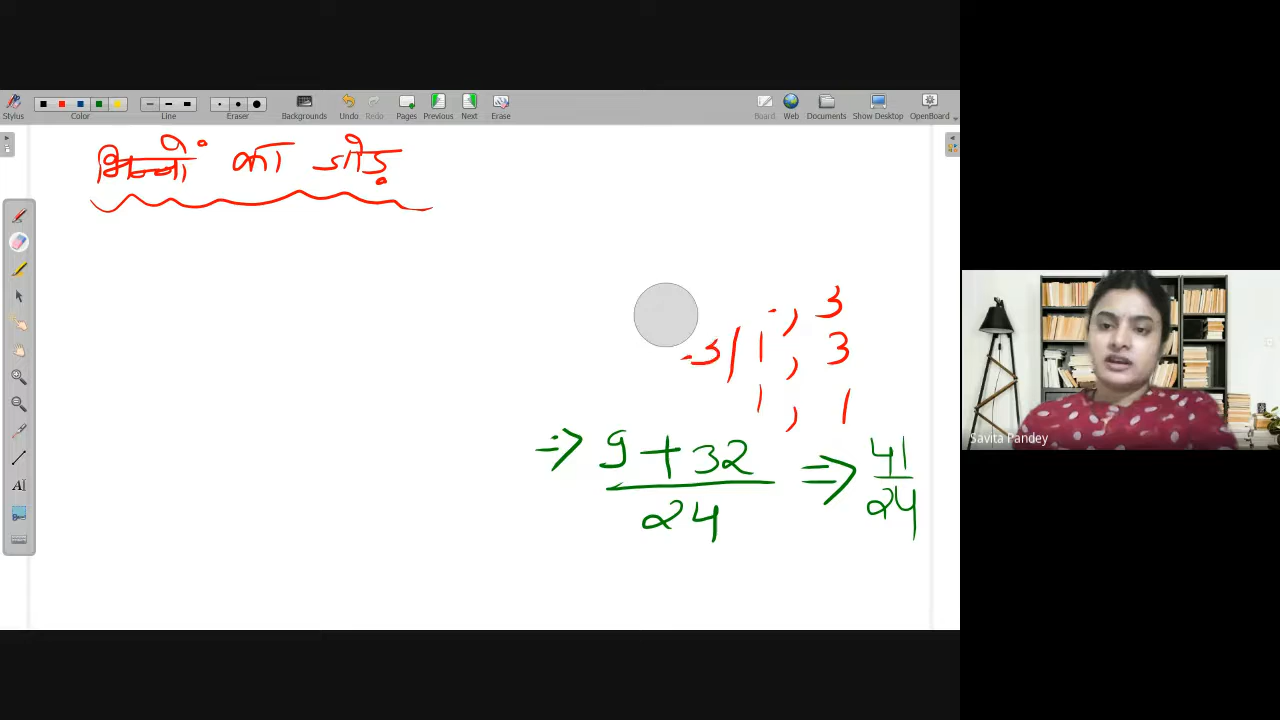 Stylus Color Line Eraser Backgrounds Undo Redo Pages Previous Next Erase Board Web Documents Show Desktop OpenBoard
भिन्नों का जोड़
, 3
3 | 1 , 3
1 , 1
=> 9 + 32 / 24 => 41 / 24
Savita Pandey